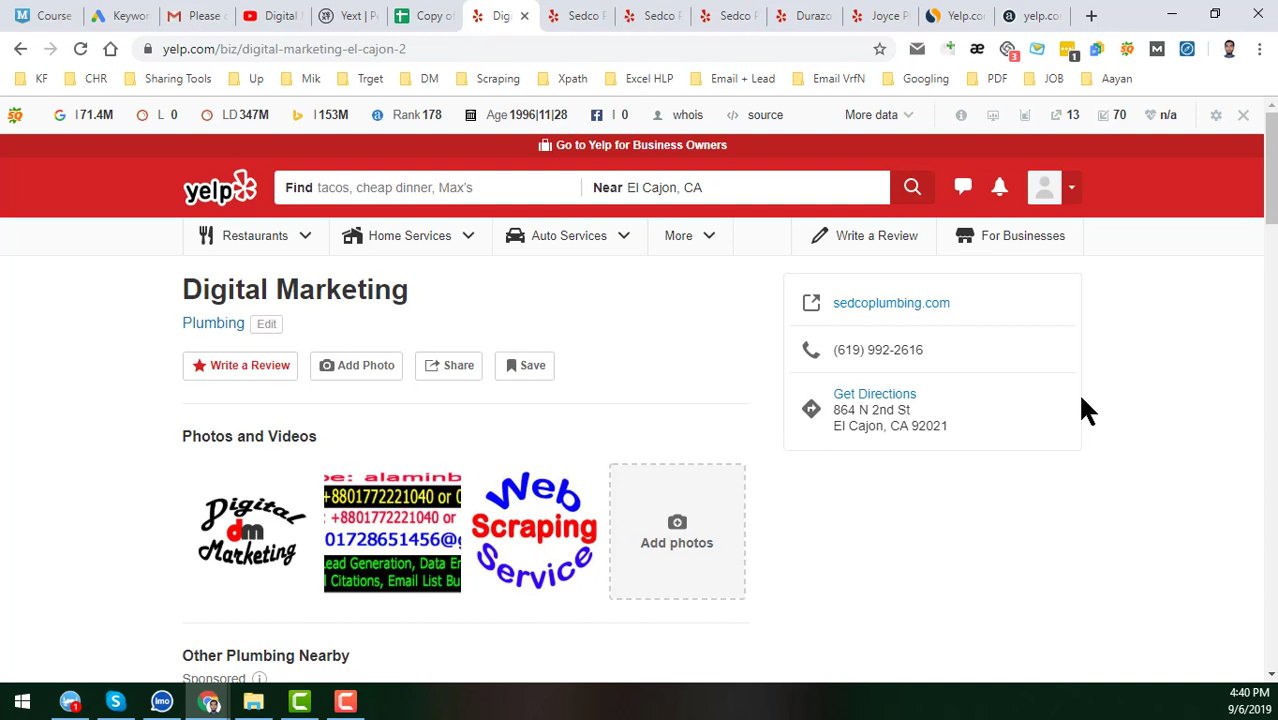 Course
Keywor
Please c
Digital
Yext | P
Copy of
Digi
Sedco P
Sedco P
Sedco P
Durazo
Joyce P
Yelp.co
yelp.co
yelp.com/biz/digital-marketing-el-cajon-2
3
1
KF
CHR
Sharing Tools
Up
Mik
Trget
DM
Scraping
Xpath
Excel HLP
Email + Lead
Email VrfN
Googling
PDF
JOB
Aayan
I 71.4M
L 0
LD 347M
I 153M
Rank 178
Age 1996|11|28
I 0
whois
source
More data
13
70
n/a
Go to Yelp for Business Owners
yelp
Find tacos, cheap dinner, Max's
Near El Cajon, CA
Restaurants
Home Services
Auto Services
More
Write a Review
For Businesses
Digital Marketing
Plumbing
Edit
Write a Review
Add Photo
Share
Save
sedcoplumbing.com
(619) 992-2616
Get Directions
864 N 2nd St
El Cajon, CA 92021
Photos and Videos
Digital
dm
Marketing
pe: alaminb
+8801772221040 or 0
: +8801772221040 or
01728651456@g
Lead Generation, Data En
l Citations, Email List Bu
Web
Scraping
Service
Add photos
Other Plumbing Nearby
Sponsored
4:40 PM
9/6/2019